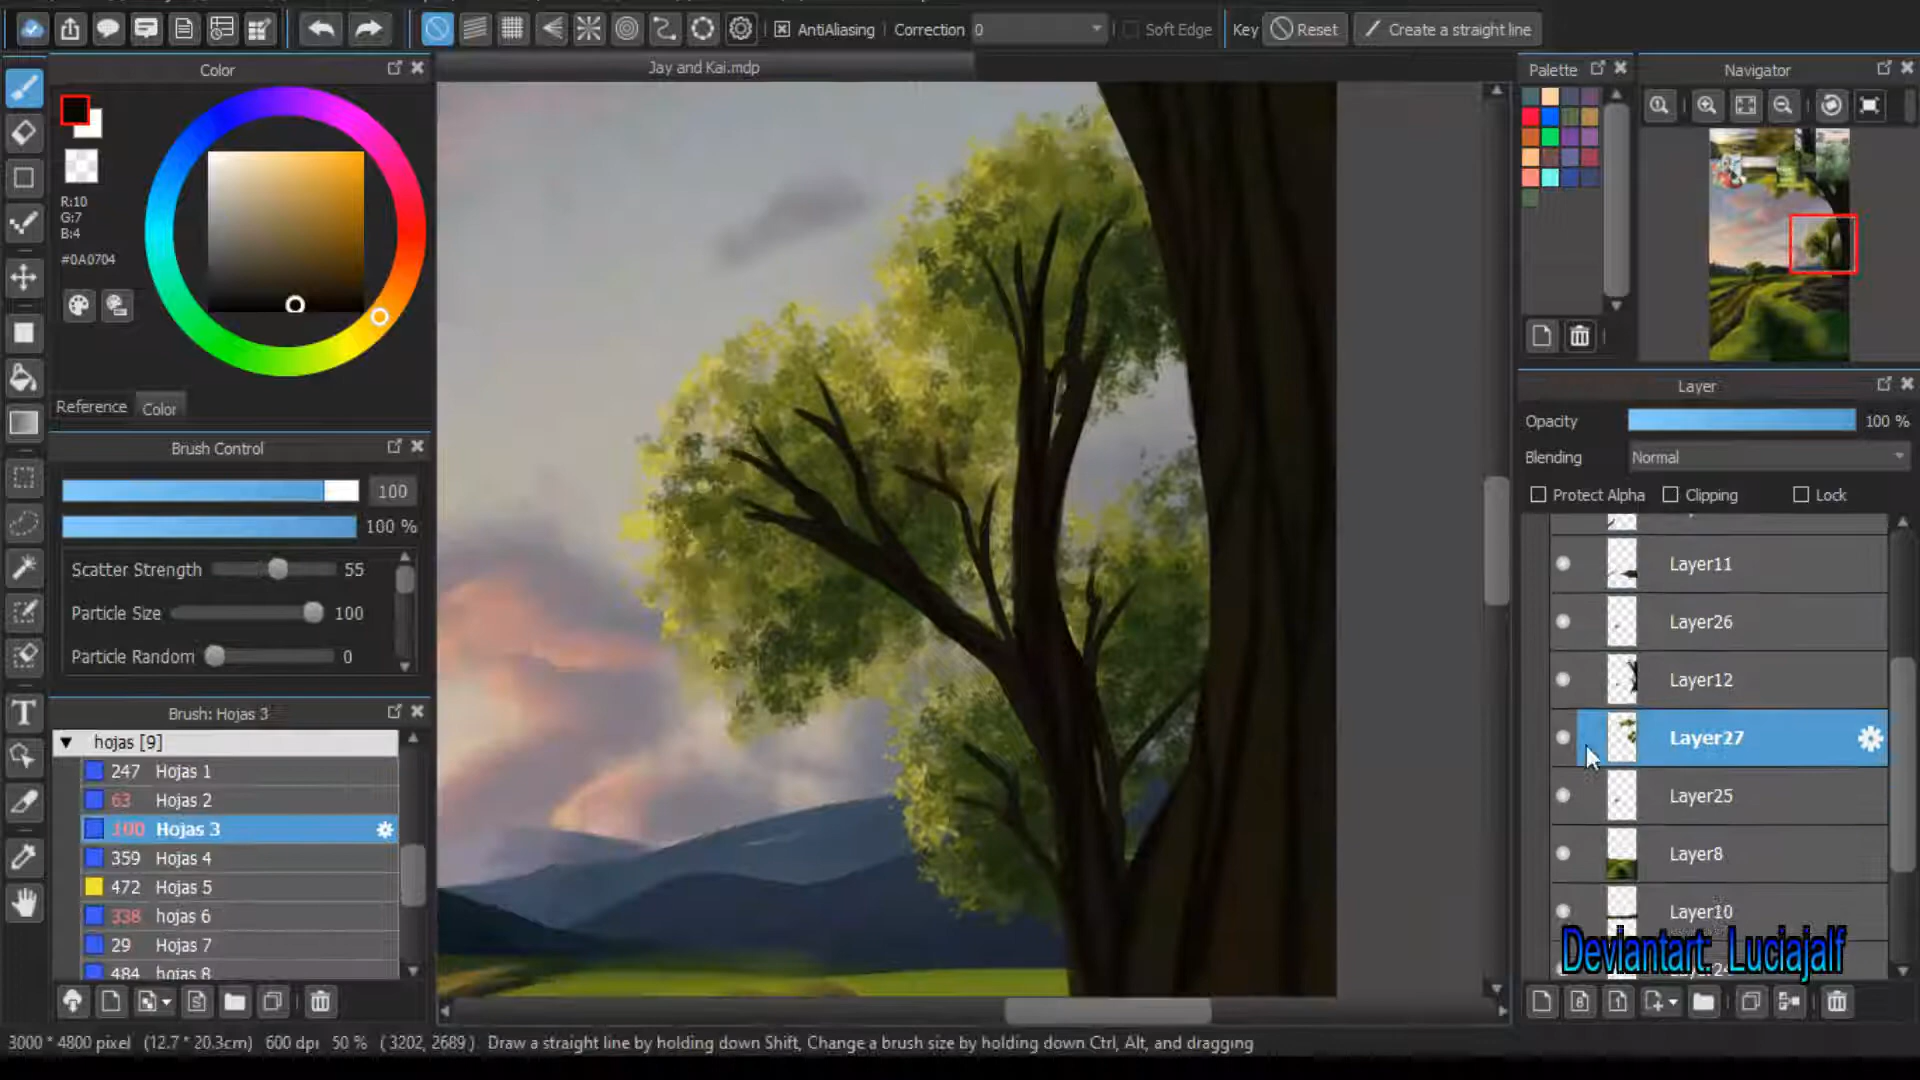 AntiAliasing
Correction 0
Soft Edge
Key
Reset
Create a straight line
Color
Jay and Kai.mdp
Palette
Navigator
R:10
G:7
B:4
#0A0704
Reference
Color
Brush Control
100
100 %
Scatter Strength 55
Particle Size 100
Particle Random 0
Brush: Hojas 3
hojas [9]
247 Hojas 1
63 Hojas 2
100 Hojas 3
359 Hojas 4
472 Hojas 5
338 hojas 6
29 Hojas 7
484 hojas 8
Layer
Opacity 100 %
Blending Normal
Protect Alpha
Clipping
Lock
Layer11
Layer26
Layer12
Layer27
Layer25
Layer8
Layer10
Deviantart: Luciajalf
3000 * 4800 pixel (12.7 * 20.3cm) 600 dpi 50 % ( 3202, 2689 ) Draw a straight line by holding down Shift, Change a brush size by holding down Ctrl, Alt, and dragging